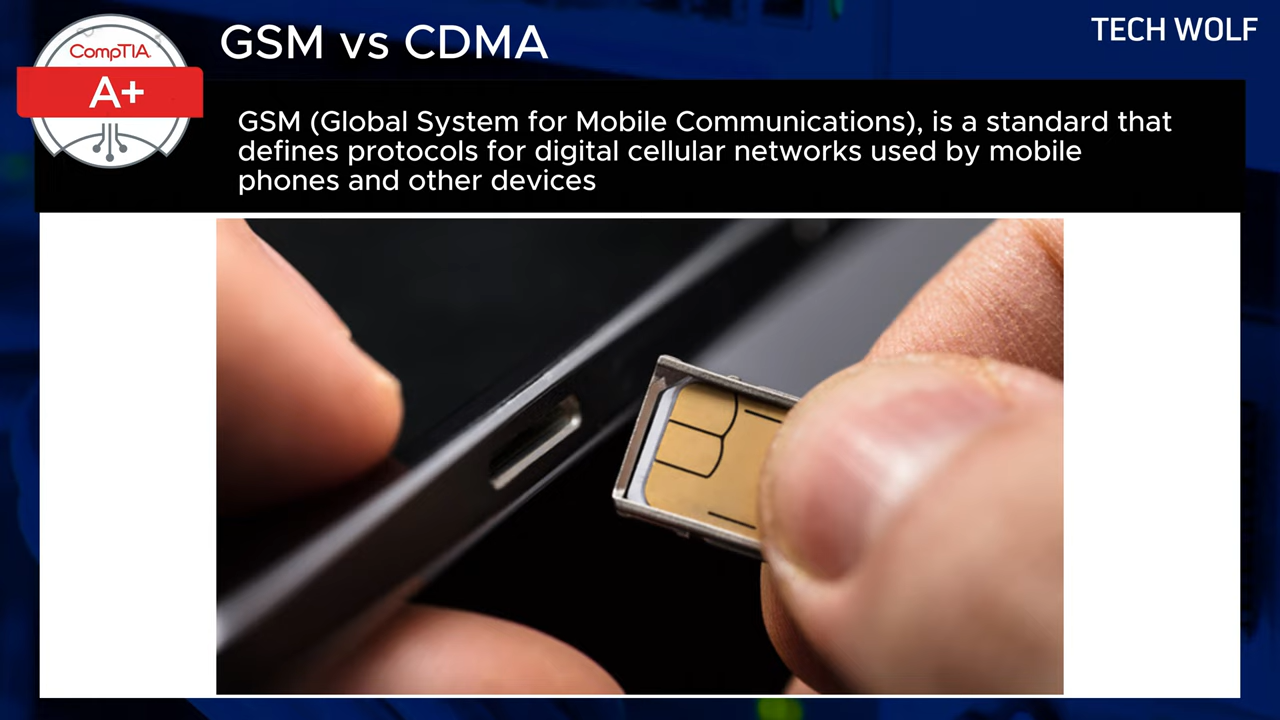 CompTIA.
A+
GSM vs CDMA
TECH WOLF
GSM (Global System for Mobile Communications), is a standard that
defines protocols for digital cellular networks used by mobile
phones and other devices